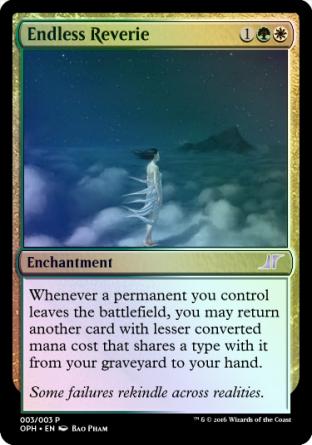 Endless Reverie 1
Enchantment
Whenever a permanent you control
leaves the battlefield, you may return
another card with lesser converted
mana cost that shares a type with it
from your graveyard to your hand.
Some failures rekindle across realities.
003/003 P
OPH • EN Bao Pham
™ & © 2016 Wizards of the Coast